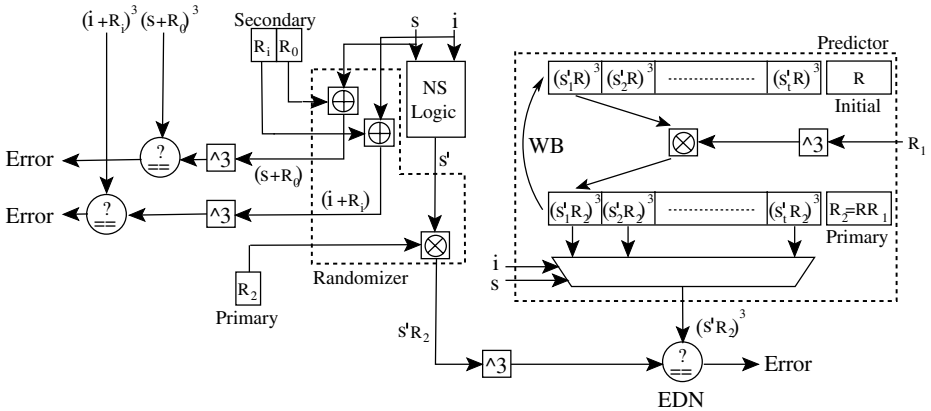 (i+R_i)^3 (s+R_0)^3
Secondary
R_i R_0
s i
NS Logic
Error
? ==
^3
(s+R_0)
Error
? ==
^3
(i+R_i)
s'
R_2
Primary
Randomizer
s'R_2
Predictor
(s'_1R)^3 (s'_2R)^3 (s'_tR)^3 R
Initial
WB
^3
R_1
(s'_1R_2)^3 (s'_2R_2)^3 (s'_tR_2)^3 R_2=RR_1
Primary
i
s
(s'R_2)^3
^3
? ==
Error
EDN